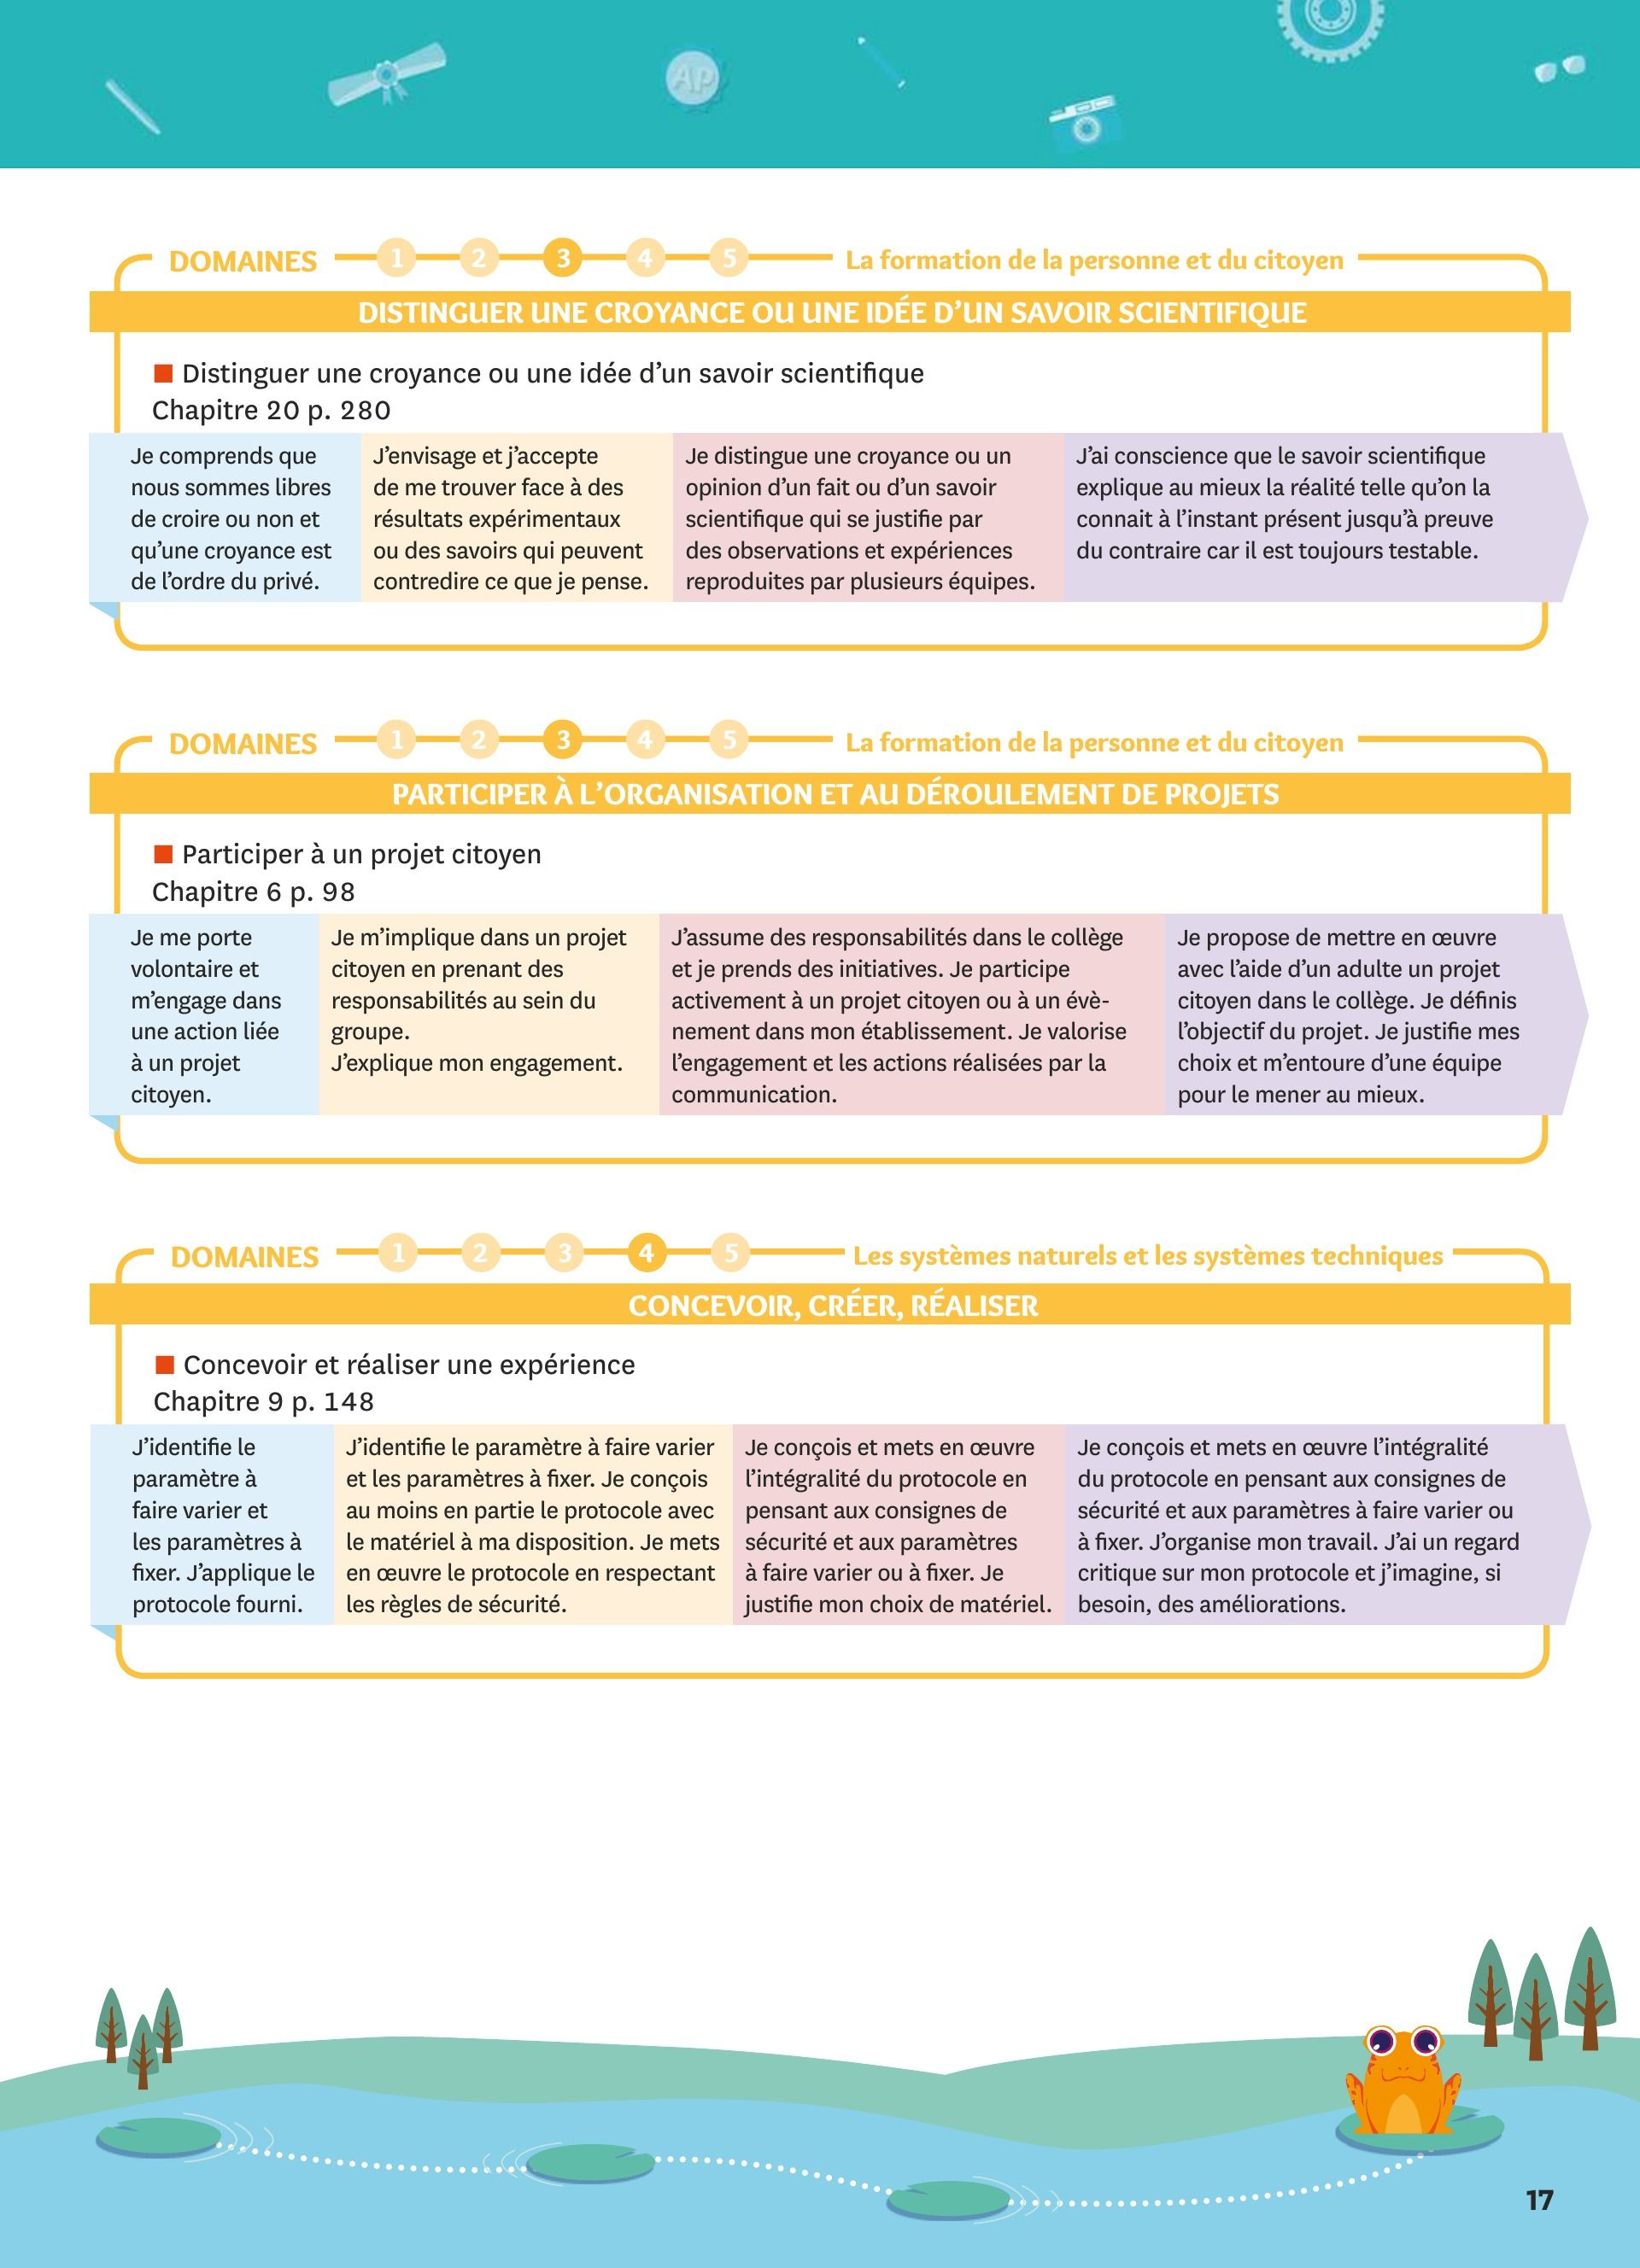 AP
DOMAINES 1 2 3 4 5 La formation de la personne et du citoyen
DISTINGUER UNE CROYANCE OU UNE IDÉE D’UN SAVOIR SCIENTIFIQUE
■ Distinguer une croyance ou une idée d’un savoir scientifique
Chapitre 20 p. 280
Je comprends que
nous sommes libres
de croire ou non et
qu’une croyance est
de l’ordre du privé.
J’envisage et j’accepte
de me trouver face à des
résultats expérimentaux
ou des savoirs qui peuvent
contredire ce que je pense.
Je distingue une croyance ou un
opinion d’un fait ou d’un savoir
scientifique qui se justifie par
des observations et expériences
reproduites par plusieurs équipes.
J’ai conscience que le savoir scientifique
explique au mieux la réalité telle qu’on la
connait à l’instant présent jusqu’à preuve
du contraire car il est toujours testable.
DOMAINES 1 2 3 4 5 La formation de la personne et du citoyen
PARTICIPER À L’ORGANISATION ET AU DÉROULEMENT DE PROJETS
■ Participer à un projet citoyen
Chapitre 6 p. 98
Je me porte
volontaire et
m’engage dans
une action liée
à un projet
citoyen.
Je m’implique dans un projet
citoyen en prenant des
responsabilités au sein du
groupe.
J’explique mon engagement.
J’assume des responsabilités dans le collège
et je prends des initiatives. Je participe
activement à un projet citoyen ou à un évè-
nement dans mon établissement. Je valorise
l’engagement et les actions réalisées par la
communication.
Je propose de mettre en œuvre
avec l’aide d’un adulte un projet
citoyen dans le collège. Je définis
l’objectif du projet. Je justifie mes
choix et m’entoure d’une équipe
pour le mener au mieux.
DOMAINES 1 2 3 4 5 Les systèmes naturels et les systèmes techniques
CONCEVOIR, CRÉER, RÉALISER
■ Concevoir et réaliser une expérience
Chapitre 9 p. 148
J’identifie le
paramètre à
faire varier et
les paramètres à
fixer. J’applique le
protocole fourni.
J’identifie le paramètre à faire varier
et les paramètres à fixer. Je conçois
au moins en partie le protocole avec
le matériel à ma disposition. Je mets
en œuvre le protocole en respectant
les règles de sécurité.
Je conçois et mets en œuvre
l’intégralité du protocole en
pensant aux consignes de
sécurité et aux paramètres
à faire varier ou à fixer. Je
justifie mon choix de matériel.
Je conçois et mets en œuvre l’intégralité
du protocole en pensant aux consignes de
sécurité et aux paramètres à faire varier ou
à fixer. J’organise mon travail. J’ai un regard
critique sur mon protocole et j’imagine, si
besoin, des améliorations.
17